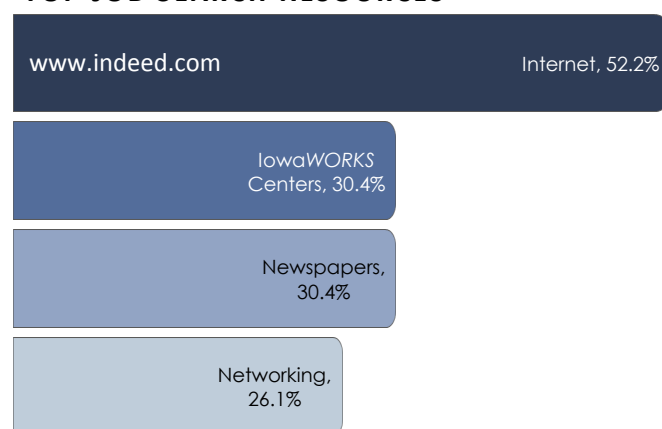 www.indeed.com
Internet, 52.2%
IowaWORKS
Centers, 30.4%
Newspapers,
30.4%
Networking,
26.1%